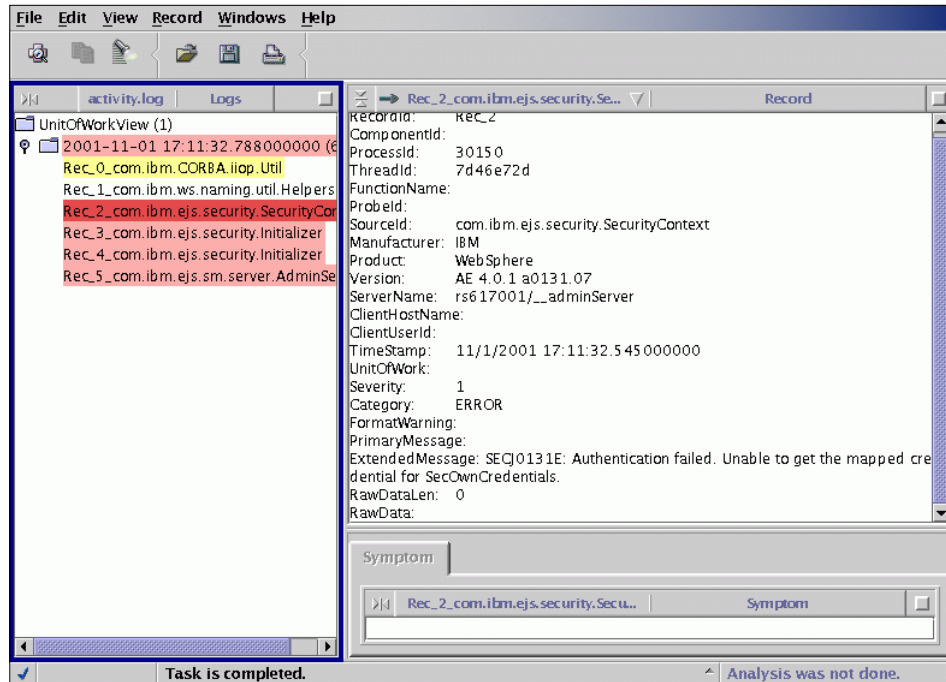 File Edit View Record Windows Help
activity.log Logs
UnitOfWorkView (1)
2001-11-01 17:11:32.788000000 (6
Rec_0_com.ibm.CORBA.iiop.Util
Rec_1_com.ibm.ws.naming.util.Helpers
Rec_2_com.ibm.ejs.security.SecurityCor
Rec_3_com.ibm.ejs.security.Initializer
Rec_4_com.ibm.ejs.security.Initializer
Rec_5_com.ibm.ejs.sm.server.AdminSe
Rec_2_com.ibm.ejs.security.Se... Record
RecordId: Rec_2
ComponentId:
ProcessId: 30150
ThreadId: 7d46e72d
FunctionName:
ProbeId:
SourceId: com.ibm.ejs.security.SecurityContext
Manufacturer: IBM
Product: WebSphere
Version: AE 4.0.1 a0131.07
ServerName: rs617001/__adminServer
ClientHostName:
ClientUserId:
TimeStamp: 11/1/2001 17:11:32.545000000
UnitOfWork:
Severity: 1
Category: ERROR
FormatWarning:
PrimaryMessage:
ExtendedMessage: SECJ0131E: Authentication failed. Unable to get the mapped cre
dential for SecOwnCredentials.
RawDataLen: 0
RawData:
Symptom
Rec_2_com.ibm.ejs.security.Secu... Symptom
Task is completed.
Analysis was not done.